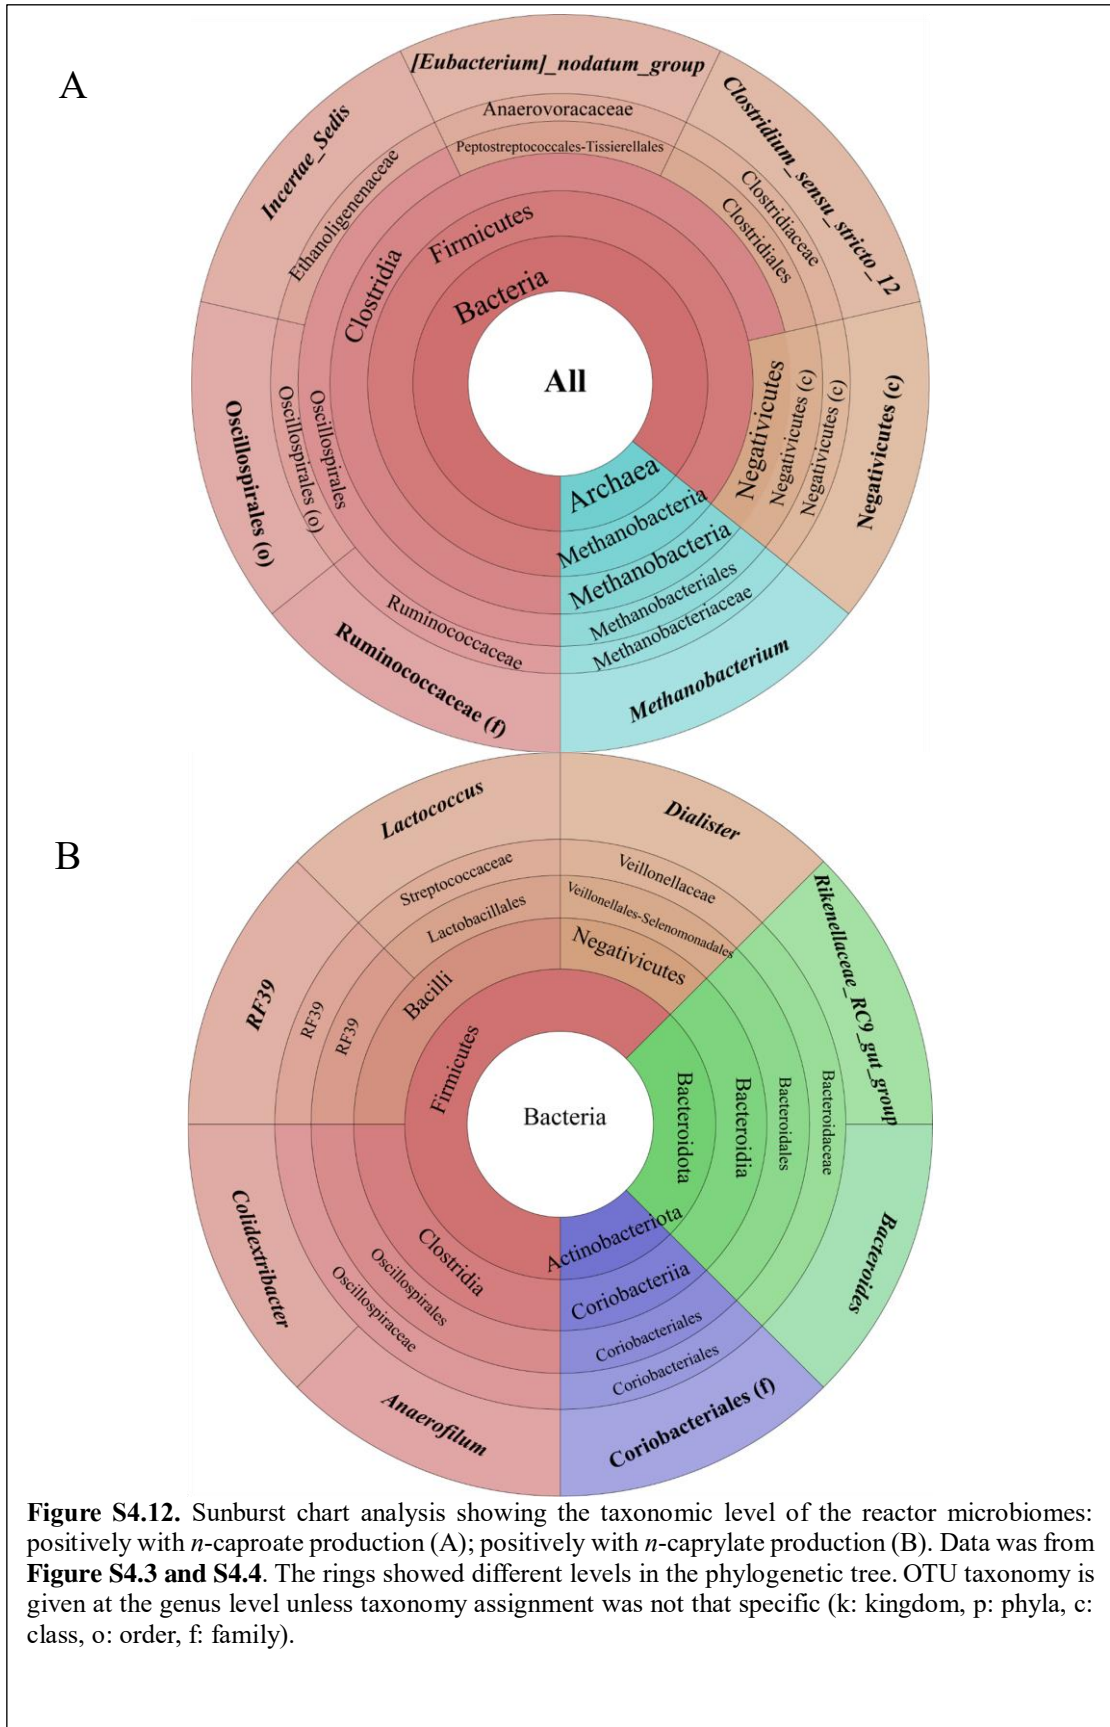 A
[Eubacterium]_nodatum_group
Anaerovoracaceae
Peptostreptococcales-Tissierellales
Clostridium_sensu_stricto_12
Clostridiaceae
Clostridiales
Incertae_Sedis
Ethanoligenenaceae
Clostridia
Firmicutes
Bacteria
All
Negativicutes
Negativicutes (c)
Negativicutes (c)
Negativicutes (c)
Oscillospirales (o)
Oscillospirales (o)
Oscillospirales
Archaea
Methanobacteria
Methanobacteria
Methanobacteriales
Methanobacteriaceae
Methanobacterium
Ruminococcaceae
Ruminococcaceae (f)
B
Lactococcus
Streptococcaceae
Lactobacillales
Bacilli
Dialister
Veillonellaceae
Veillonellales-Selenomonadales
Negativicutes
Rikenellaceae_RC9_gut_group
RF39
RF39
RF39
Firmicutes
Bacteria
Bacteroidota
Bacteroidia
Bacteroidales
Bacteroidaceae
Bacteroides
Colidextribacter
Clostridia
Oscillospirales
Oscillospiraceae
Anaerofilum
Actinobacteriota
Coriobacteriia
Coriobacteriales
Coriobacteriales
Coriobacteriales (f)
Figure S4.12. Sunburst chart analysis showing the taxonomic level of the reactor microbiomes:
positively with n-caproate production (A); positively with n-caprylate production (B). Data was from
Figure S4.3 and S4.4. The rings showed different levels in the phylogenetic tree. OTU taxonomy is
given at the genus level unless taxonomy assignment was not that specific (k: kingdom, p: phyla, c:
class, o: order, f: family).